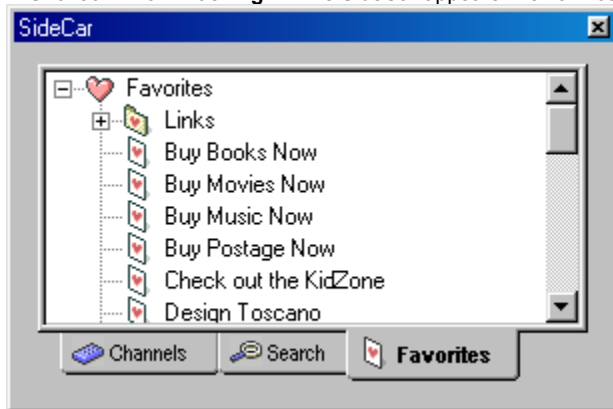 SideCar
Favorites
Links
Buy Books Now
Buy Movies Now
Buy Music Now
Buy Postage Now
Check out the KidZone
Design Toscano
Channels
Search
Favorites